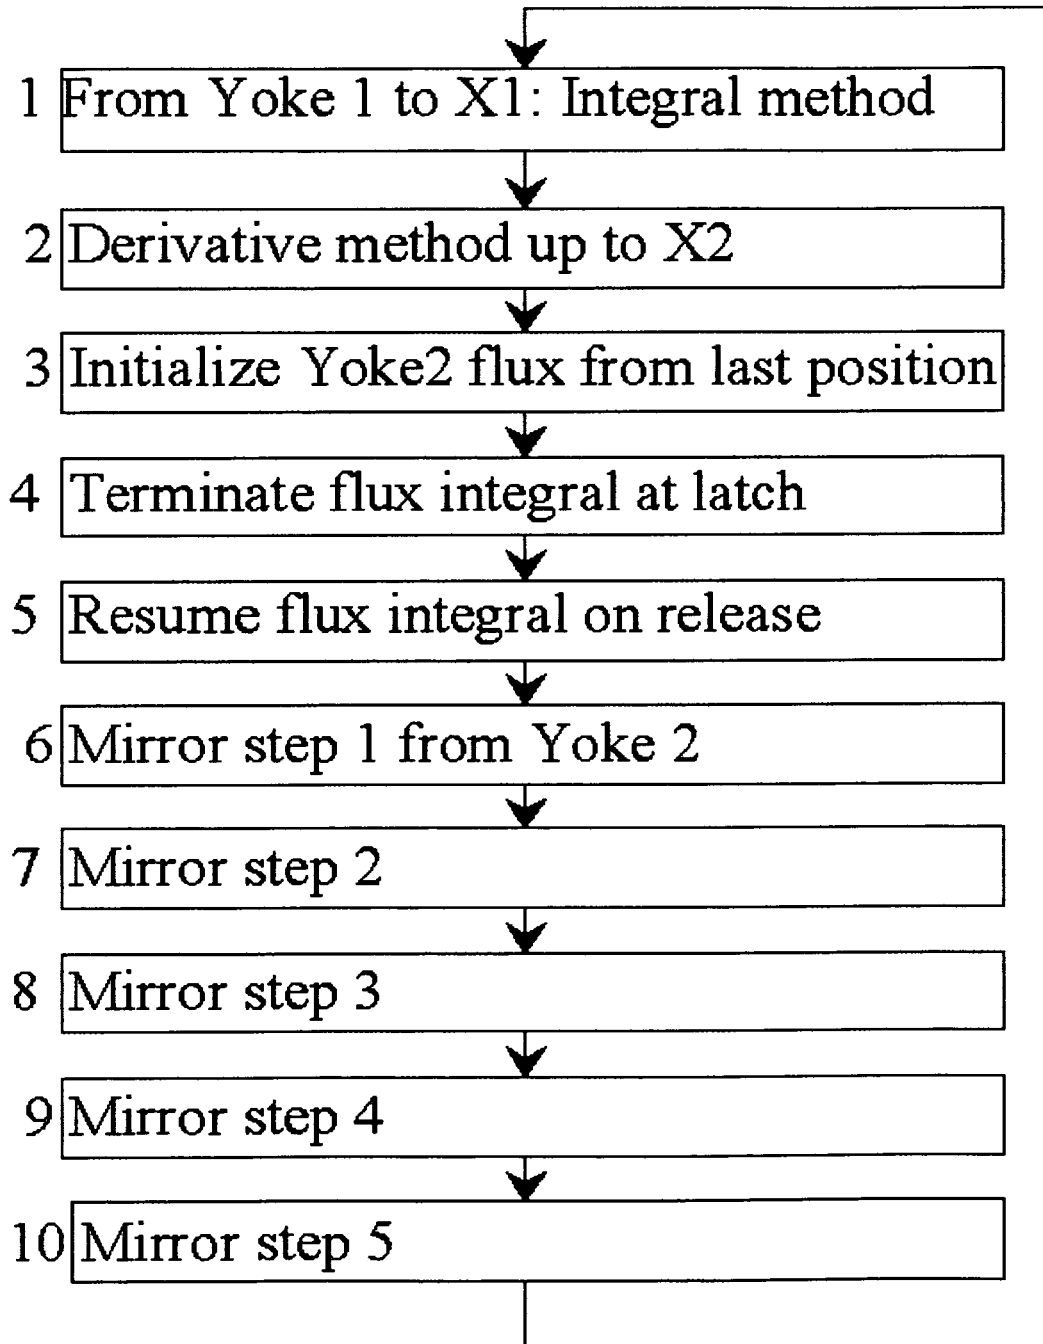 1 From Yoke 1 to X1: Integral method
2 Derivative method up to X2
3 Initialize Yoke2 flux from last position
4 Terminate flux integral at latch
5 Resume flux integral on release
6 Mirror step 1 from Yoke 2
7 Mirror step 2
8 Mirror step 3
9 Mirror step 4
10 Mirror step 5